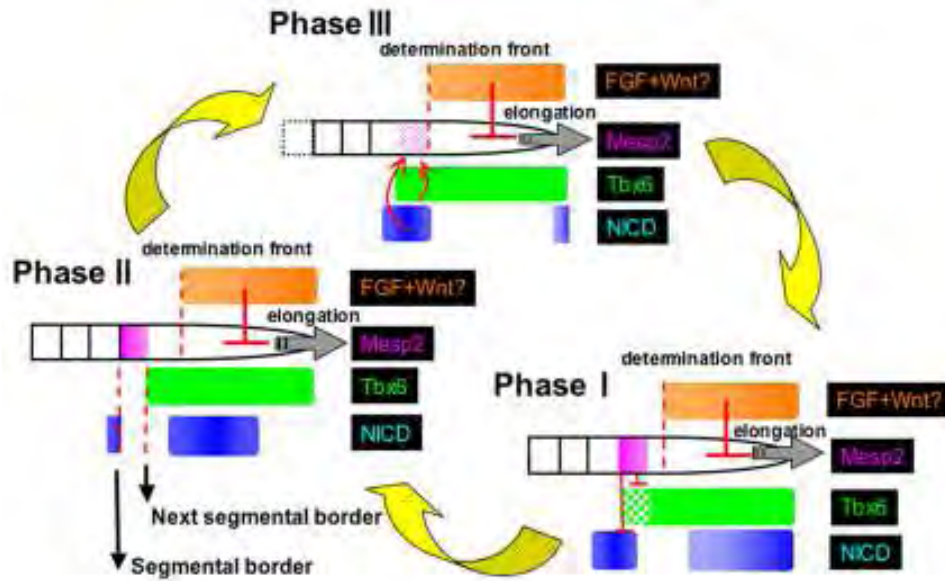 Phase III
determination front
FGF+Wnt?
elongation
Mesp2
Tbx6
NICD
Phase II
determination front
FGF+Wnt?
elongation
Mesp2
Tbx6
NICD
Next segmental border
Segmental border
Phase I
determination front
FGF+Wnt?
elongation
Mesp2
Tbx6
NICD